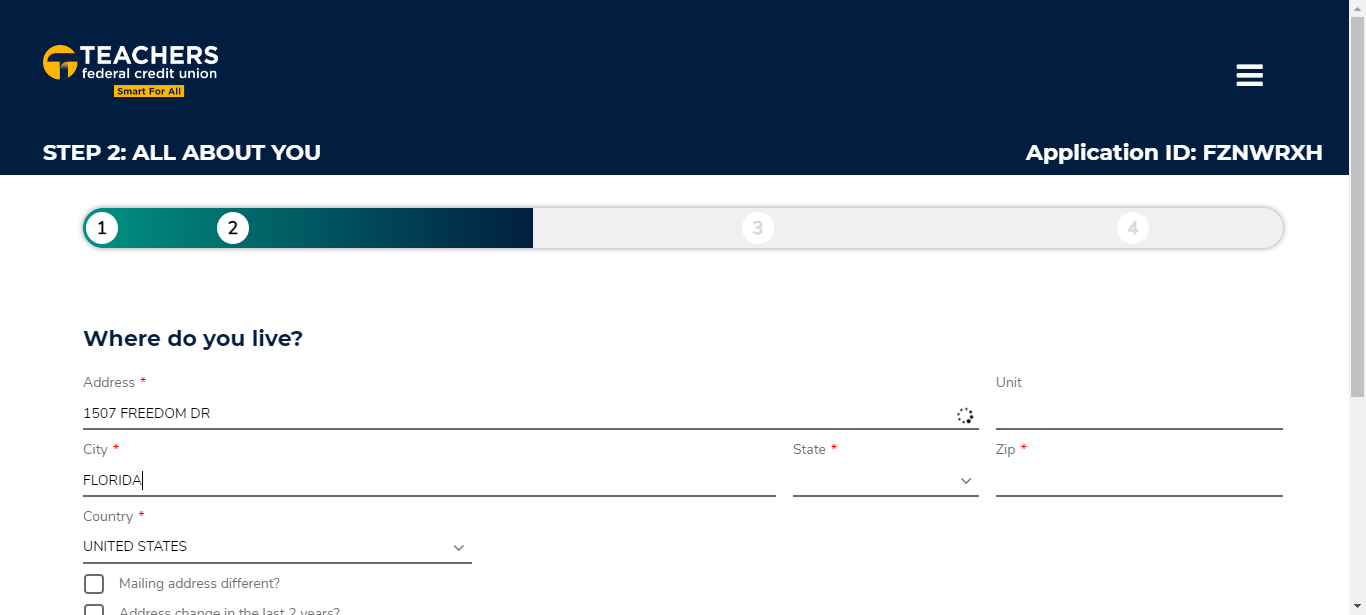 TEACHERS
federal credit union
Smart For All
STEP 2: ALL ABOUT YOU
Application ID: FZNWRXH
1
2
3
4
Where do you live?
Address *
Unit
1507 FREEDOM DR
City *
State *
Zip *
FLORIDA
Country *
UNITED STATES
Mailing address different?
Address change in the last 2 years?